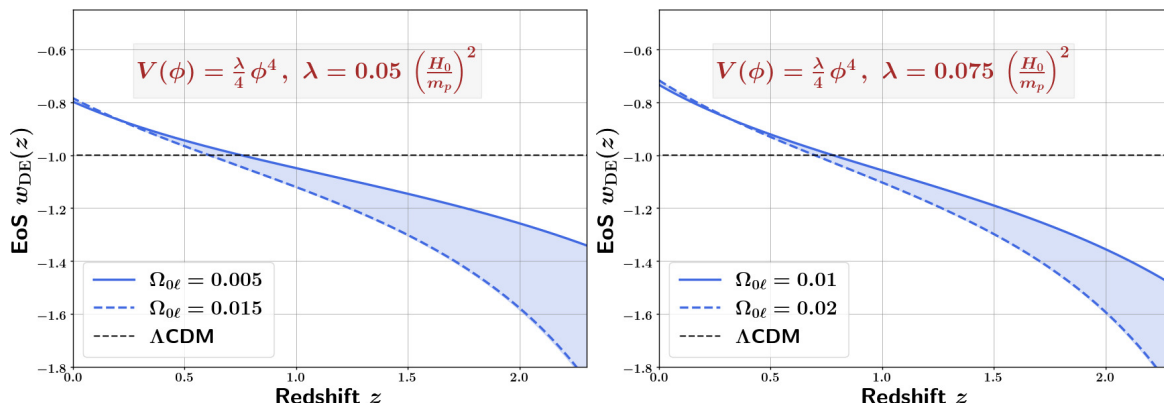 V(ϕ) = λ/4 ϕ⁴, λ = 0.05 (H₀/mₚ)²
EoS w_DE(z)
−0.6
−0.8
−1.0
−1.2
−1.4
−1.6
−1.8
Ω₀ℓ = 0.005
Ω₀ℓ = 0.015
ΛCDM
0.0 0.5 1.0 1.5 2.0
Redshift z
V(ϕ) = λ/4 ϕ⁴, λ = 0.075 (H₀/mₚ)²
EoS w_DE(z)
−0.6
−0.8
−1.0
−1.2
−1.4
−1.6
−1.8
Ω₀ℓ = 0.01
Ω₀ℓ = 0.02
ΛCDM
0.0 0.5 1.0 1.5 2.0
Redshift z